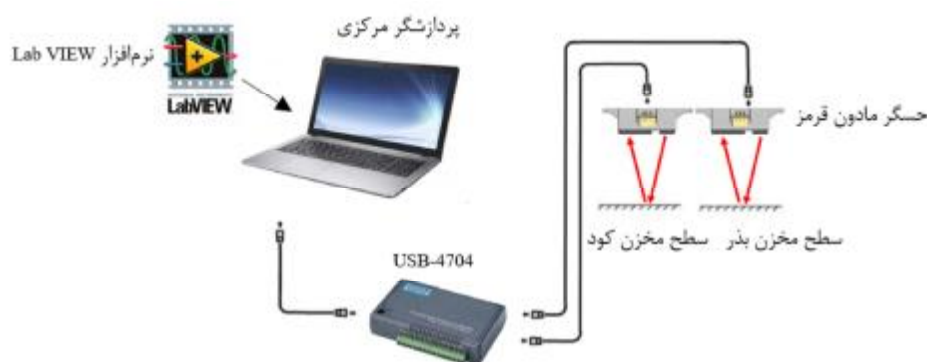 پردازشگر مرکزی
نرم‌افزار Lab VIEW
LabVIEW
حسگر مادون قرمز
سطح مخزن بذر
سطح مخزن کود
USB-4704